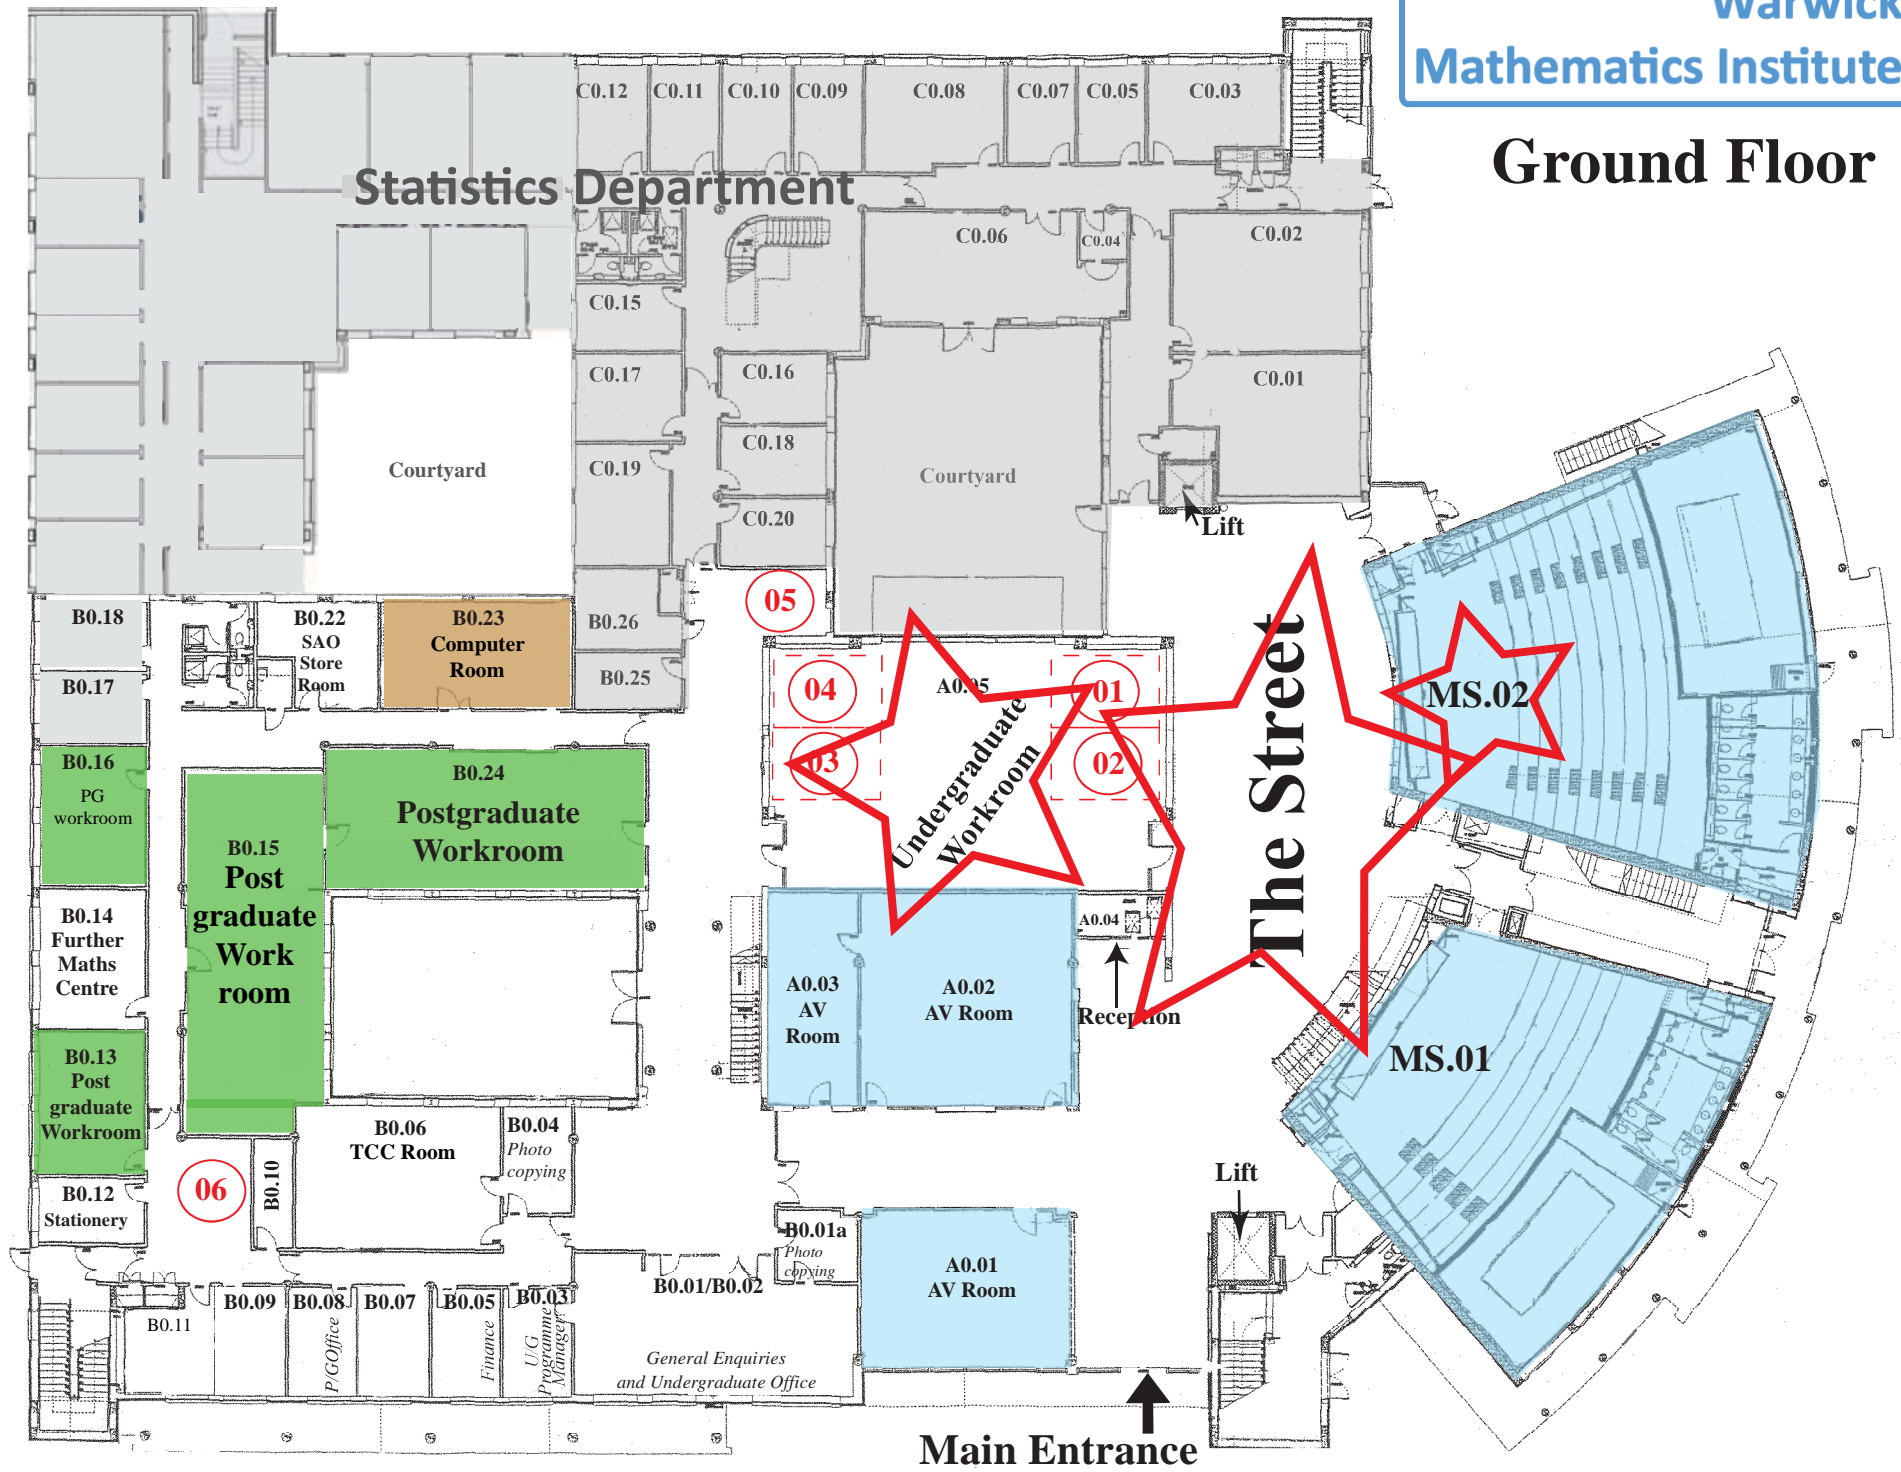 Warwick
Mathematics Institute
Ground Floor
C0.12
C0.11
C0.10
C0.09
C0.08
C0.07
C0.05
C0.03
Statistics Department
C0.06
C0.04
C0.02
C0.15
C0.17
C0.16
C0.01
C0.18
C0.19
C0.20
Courtyard
Courtyard
Lift
B0.18
B0.22
SAO
Store
Room
B0.23
Computer
Room
B0.26
05
B0.17
B0.25
04
A0.05
01
03
02
Undergraduate
Workroom
The Street
MS.02
B0.16
PG
workroom
B0.24
Postgraduate
Workroom
B0.15
Post
graduate
Work
room
B0.14
Further
Maths
Centre
A0.04
Reception
A0.03
AV
Room
A0.02
AV Room
MS.01
B0.13
Post
graduate
Workroom
B0.06
TCC Room
B0.04
Photo
copying
B0.12
Stationery
06
B0.10
Lift
B0.01a
Photo
copying
A0.01
AV Room
B0.01/B0.02
General Enquiries
and Undergraduate Office
B0.11
B0.09
B0.08
P/GOffice
B0.07
B0.05
Finance
B0.03
U/G
Programme
Manager
Main Entrance